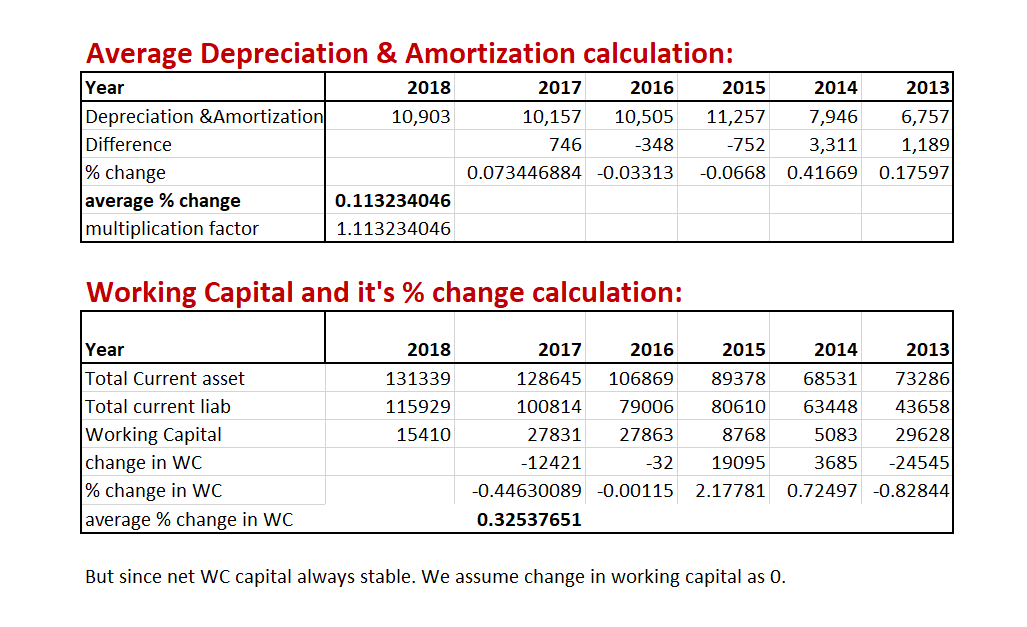 Average Depreciation & Amortization calculation:
Year 2018 2017 2016 2015 2014 2013
Depreciation &Amortization 10,903 10,157 10,505 11,257 7,946 6,757
Difference 746 -348 -752 3,311 1,189
% change 0.073446884 -0.03313 -0.0668 0.41669 0.17597
average % change 0.113234046
multiplication factor 1.113234046
Working Capital and it's % change calculation:
Year 2018 2017 2016 2015 2014 2013
Total Current asset 131339 128645 106869 89378 68531 73286
Total current liab 115929 100814 79006 80610 63448 43658
Working Capital 15410 27831 27863 8768 5083 29628
change in WC -12421 -32 19095 3685 -24545
% change in WC -0.44630089 -0.00115 2.17781 0.72497 -0.82844
average % change in WC 0.32537651
But since net WC capital always stable. We assume change in working capital as 0.